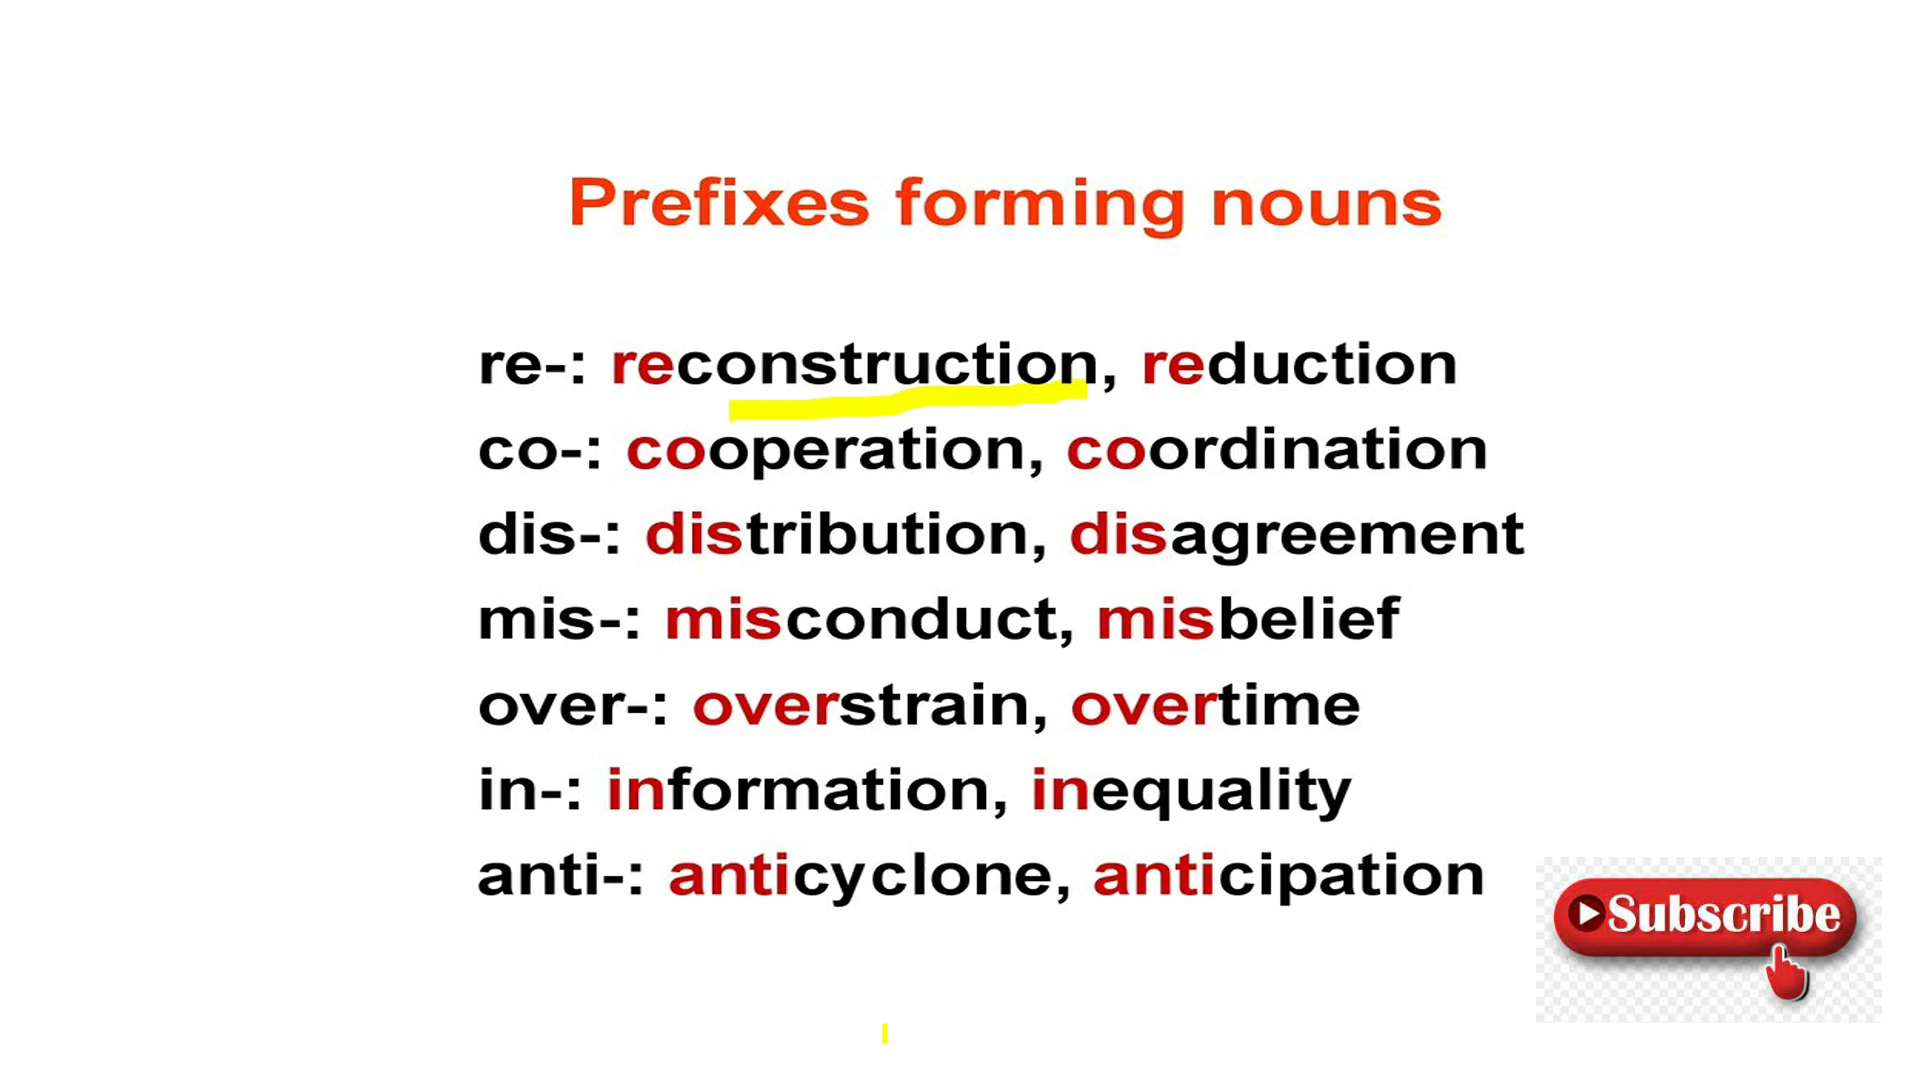 Prefixes forming nouns
re-: reconstruction, reduction
co-: cooperation, coordination
dis-: distribution, disagreement
mis-: misconduct, misbelief
over-: overstrain, overtime
in-: information, inequality
anti-: anticyclone, anticipation
Subscribe